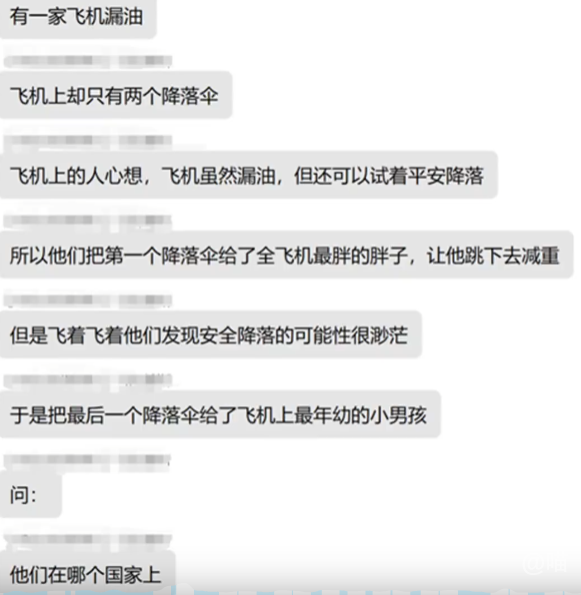 有一家飞机漏油
飞机上却只有两个降落伞
飞机上的人心想，飞机虽然漏油，但还可以试着平安降落
所以他们把第一个降落伞给了全飞机最胖的胖子，让他跳下去减重
但是飞着飞着他们发现安全降落的可能性很渺茫
于是把最后一个降落伞给了飞机上最年幼的小男孩
问：
他们在哪个国家上